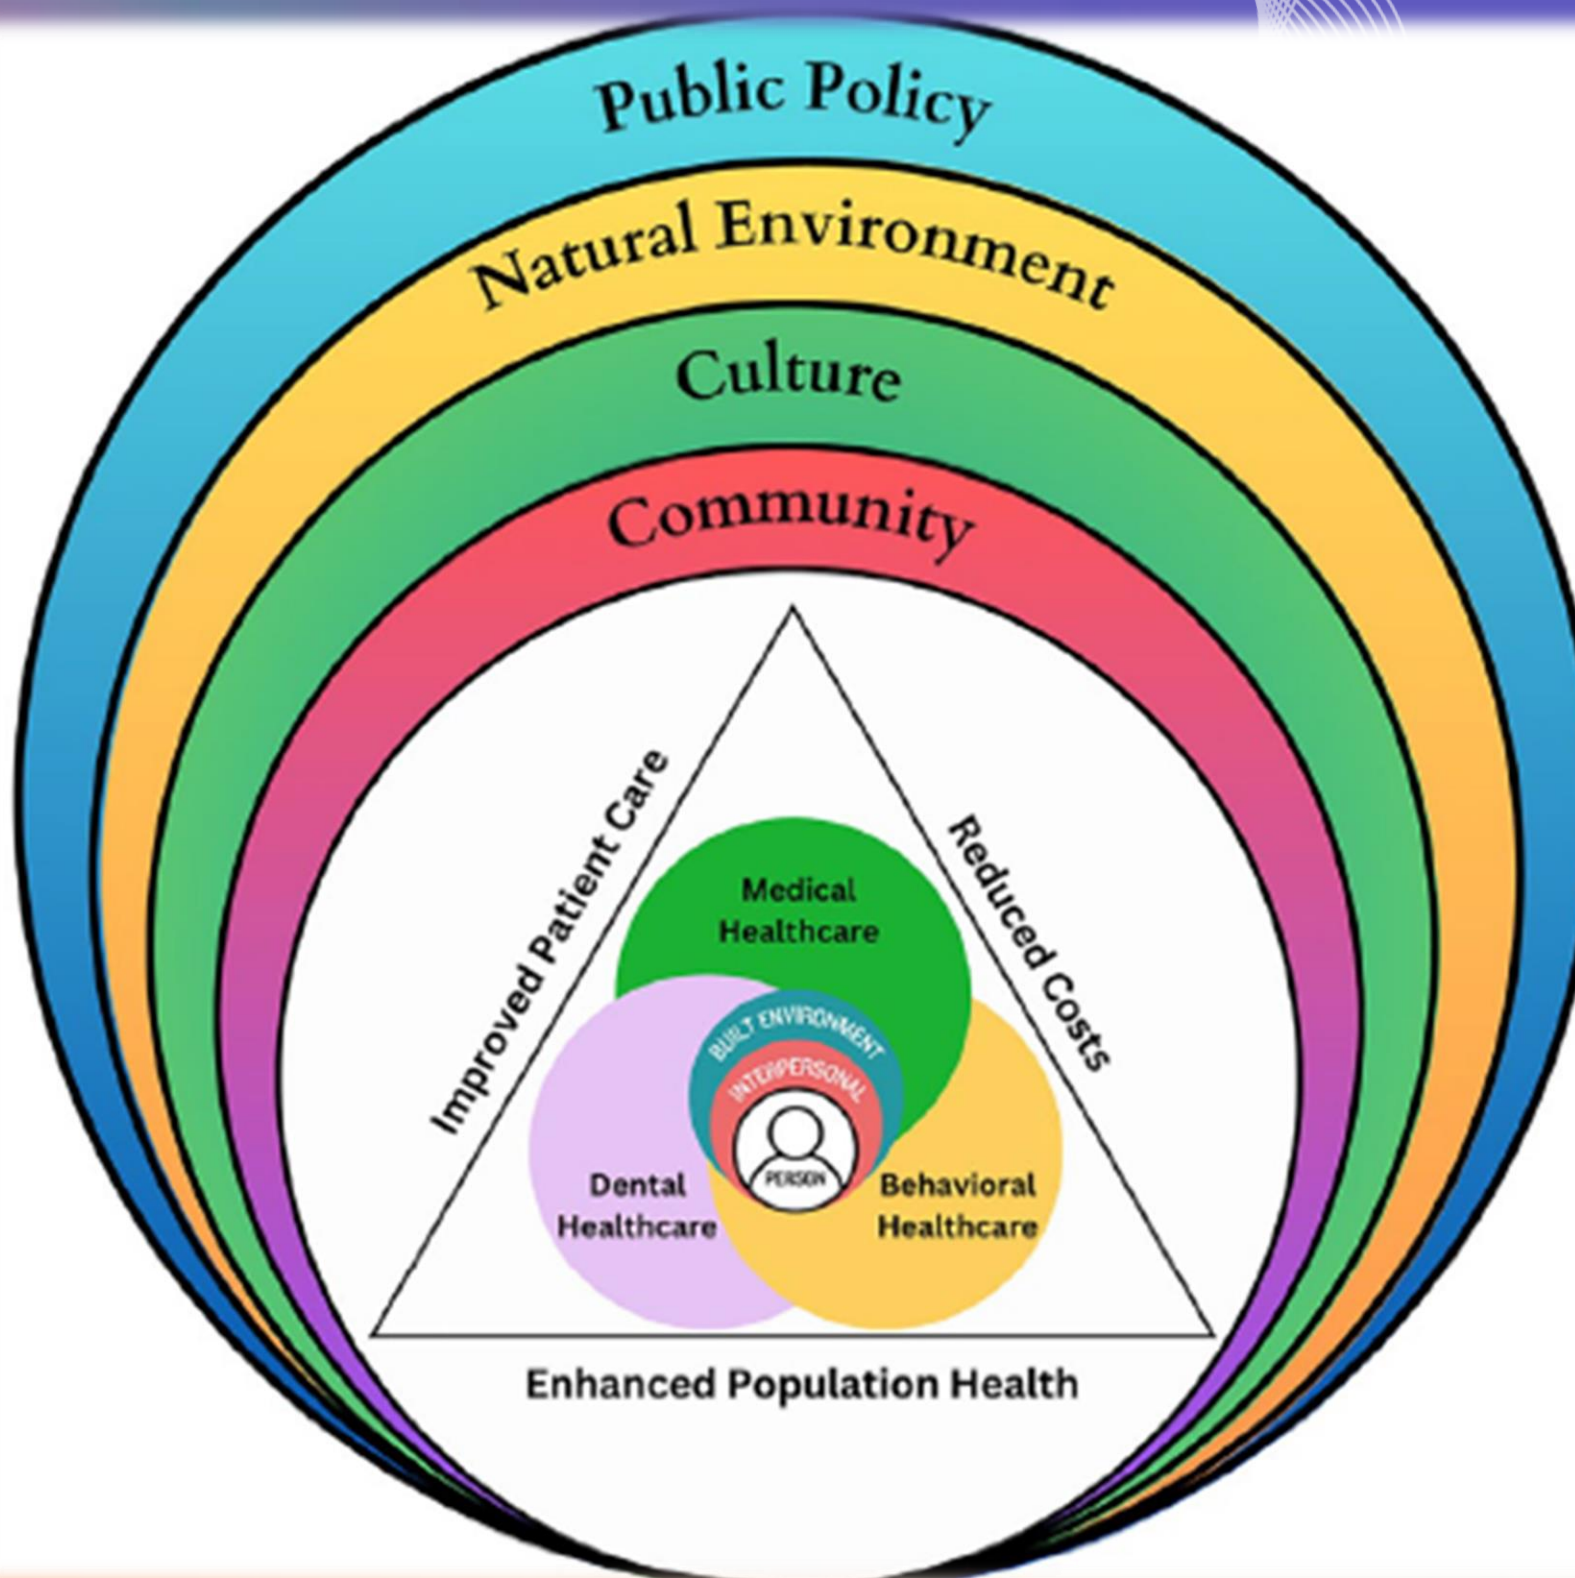 Public Policy
Natural Environment
Culture
Community
Improved Patient Care
Reduced Costs
Medical
Healthcare
BUILT ENVIRONMENT
INTERPERSONAL
PERSON
Dental
Healthcare
Behavioral
Healthcare
Enhanced Population Health